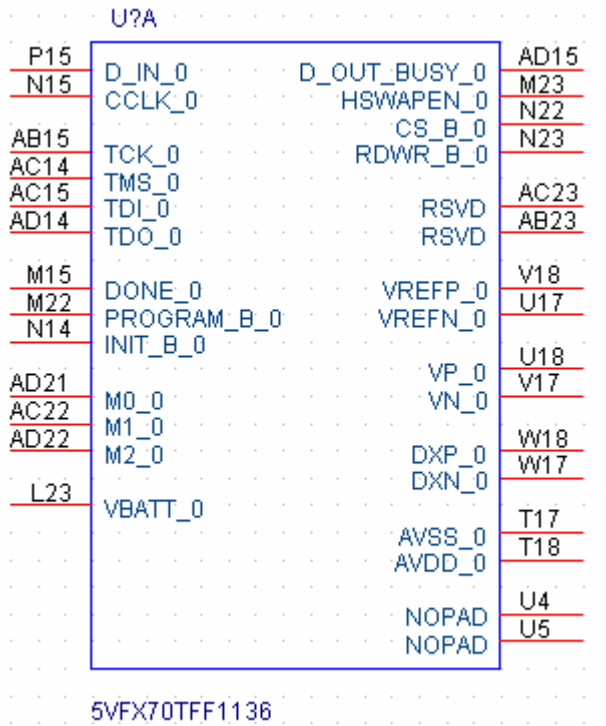 U?A
P15 D_IN_0 D_OUT_BUSY_0 AD15
N15 CCLK_0 HSWAPEN_0 M23
CS_B_0 N22
AB15 TCK_0 RDWR_B_0 N23
AC14 TMS_0
AC15 TDI_0 RSVD AC23
AD14 TDO_0 RSVD AB23
M15 DONE_0 VREFP_0 V18
M22 PROGRAM_B_0 VREFN_0 U17
N14 INIT_B_0
VP_0 U18
AD21 M0_0 VN_0 V17
AC22 M1_0
AD22 M2_0 DXP_0 W18
DXN_0 W17
L23 VBATT_0
AVSS_0 T17
AVDD_0 T18
NOPAD U4
NOPAD U5
5VFX70TFF1136